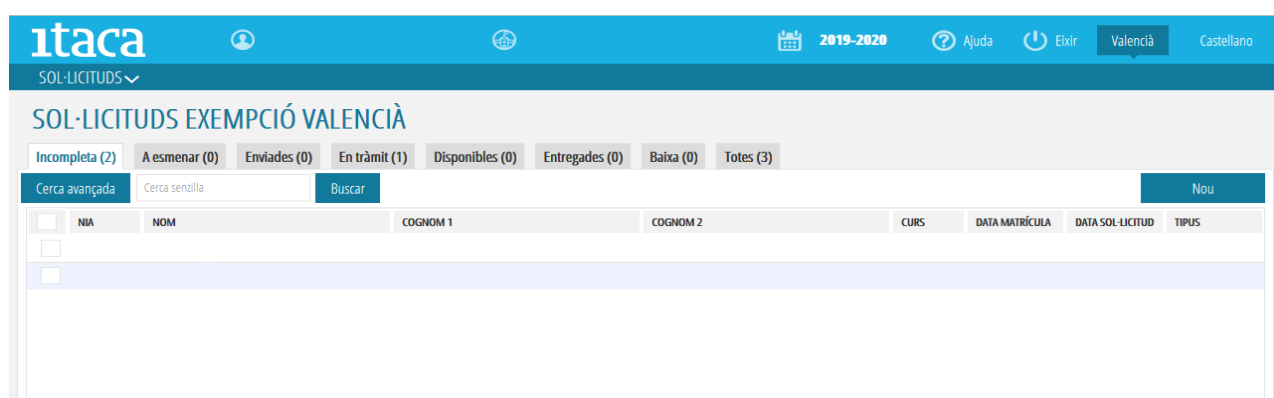 ıtaca 2019-2020 Ajuda Eixir Valencià Castellano
SOL·LICITUDS
SOL·LICITUDS EXEMPCIÓ VALENCIÀ
Incompleta (2) A esmenar (0) Enviades (0) En tràmit (1) Disponibles (0) Entregades (0) Baixa (0) Totes (3)
Cerca avançada Cerca senzilla Buscar Nou
NIA NOM COGNOM 1 COGNOM 2 CURS DATA MATRÍCULA DATA SOL·LICITUD TIPUS